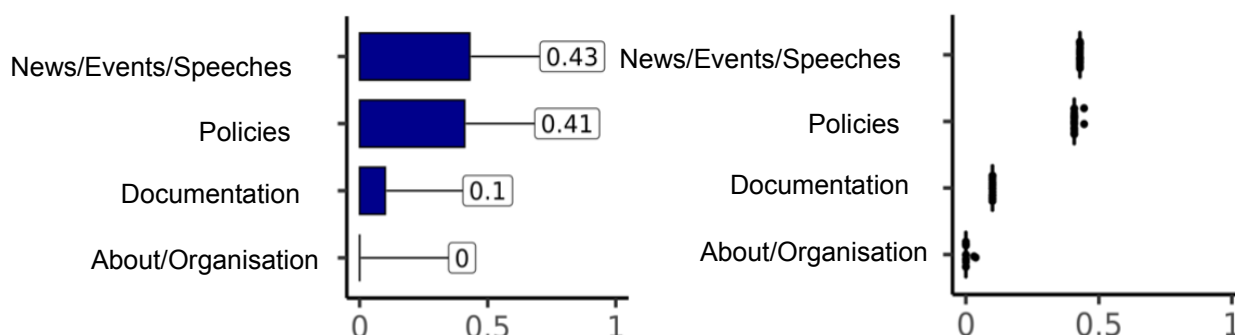 News/Events/Speeches
0.43
Policies
0.41
Documentation
0.1
About/Organisation
0
0 0.5 1
News/Events/Speeches
Policies
Documentation
About/Organisation
0 0.5 1